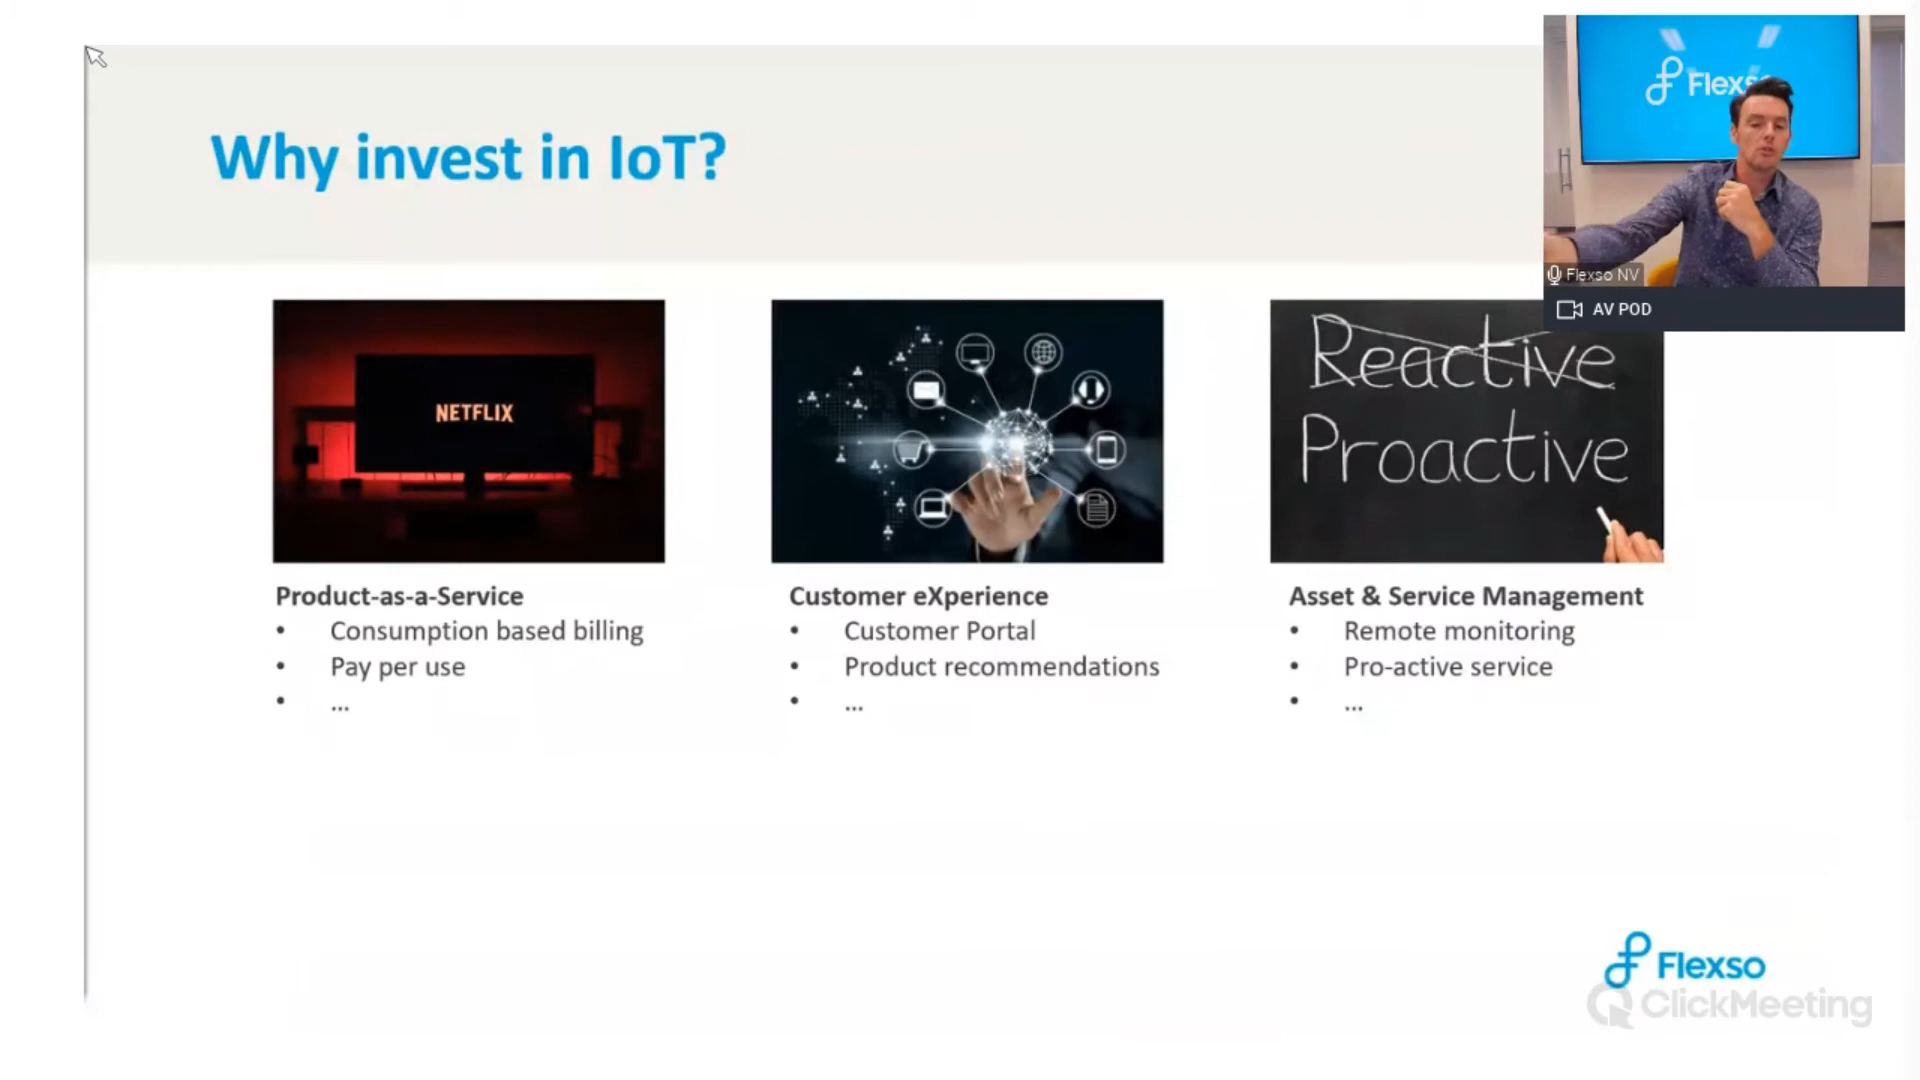 Why invest in IoT?
Flexs
Flexso NV
AV POD
NETFLIX
Reactive
Proactive
Product-as-a-Service
• Consumption based billing
• Pay per use
• ...
Customer eXperience
• Customer Portal
• Product recommendations
• ...
Asset & Service Management
• Remote monitoring
• Pro-active service
• ...
Flexso
ClickMeeting